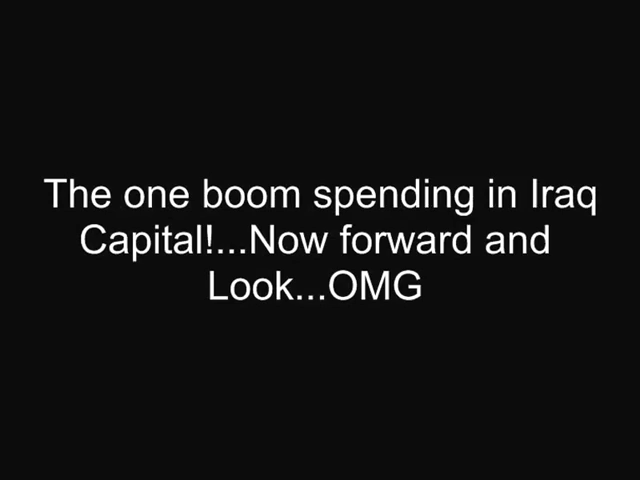 The one boom spending in Iraq
Capital!...Now forward and
Look...OMG